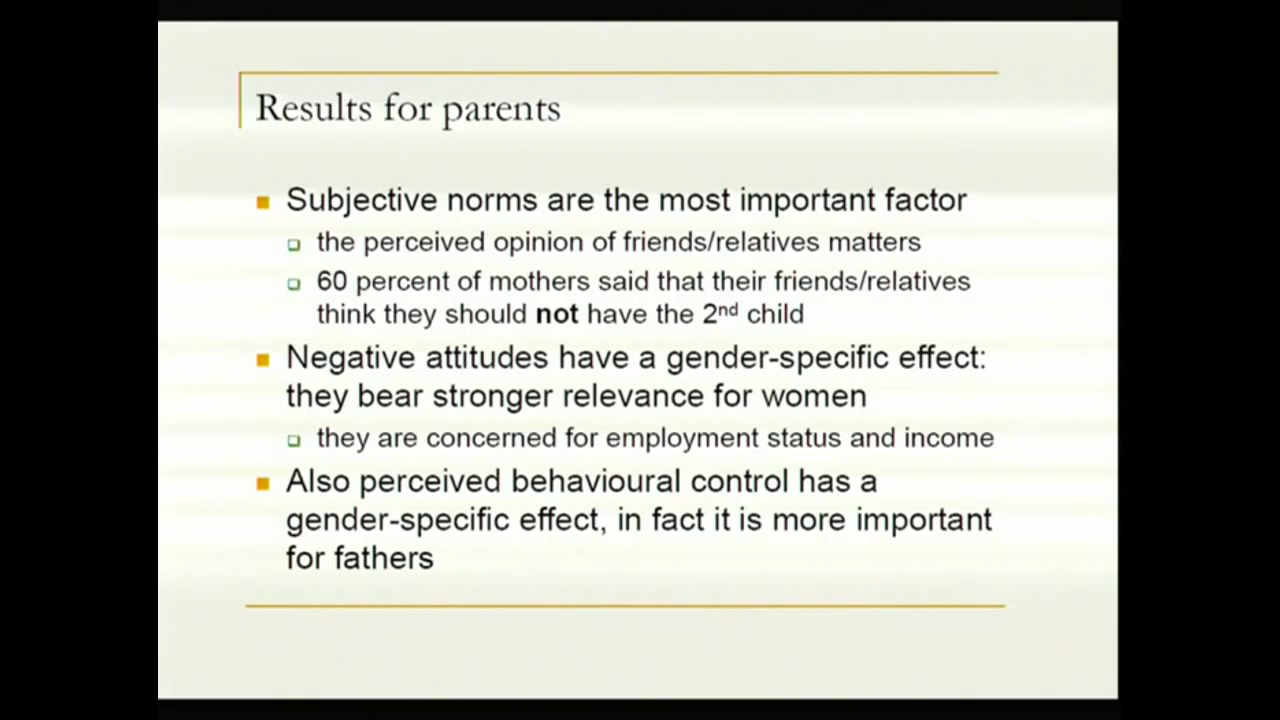 Results for parents
Subjective norms are the most important factor
the perceived opinion of friends/relatives matters
60 percent of mothers said that their friends/relatives
think they should not have the 2nd child
Negative attitudes have a gender-specific effect:
they bear stronger relevance for women
they are concerned for employment status and income
Also perceived behavioural control has a
gender-specific effect, in fact it is more important
for fathers